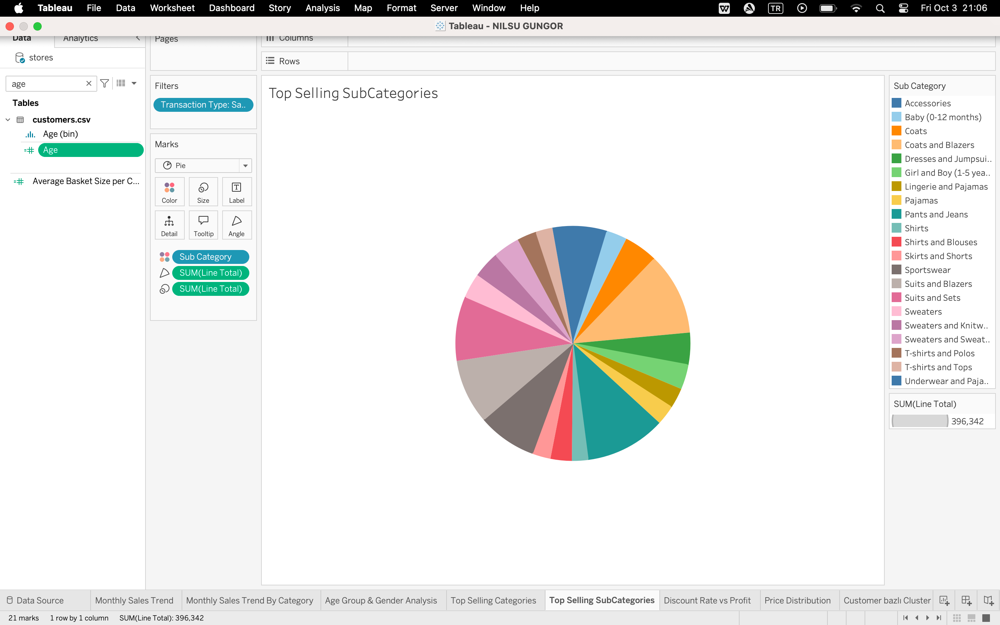 Tableau File Data Worksheet Dashboard Story Analysis Map Format Server Window Help TR Fri Oct 3 21:06
Tableau - NILSU GUNGOR
Data Analytics
stores
age
Tables
customers.csv
Age (bin)
Age
Average Basket Size per C...
Pages
Filters
Transaction Type: Sa..
Marks
Pie
Color Size Label
Detail Tooltip Angle
Sub Category
SUM(Line Total)
SUM(Line Total)
Columns
Rows
Top Selling SubCategories
Sub Category
Accessories
Baby (0-12 months)
Coats
Coats and Blazers
Dresses and Jumpsui..
Girl and Boy (1-5 yea..
Lingerie and Pajamas
Pajamas
Pants and Jeans
Shirts
Shirts and Blouses
Skirts and Shorts
Sportswear
Suits and Blazers
Suits and Sets
Sweaters
Sweaters and Knitw..
Sweaters and Sweat..
T-shirts and Polos
T-shirts and Tops
Underwear and Paja..
SUM(Line Total)
396,342
Data Source Monthly Sales Trend Monthly Sales Trend By Category Age Group & Gender Analysis Top Selling Categories Top Selling SubCategories Discount Rate vs Profit Price Distribution Customer bazlı Cluster
21 marks 1 row by 1 column SUM(Line Total): 396,342